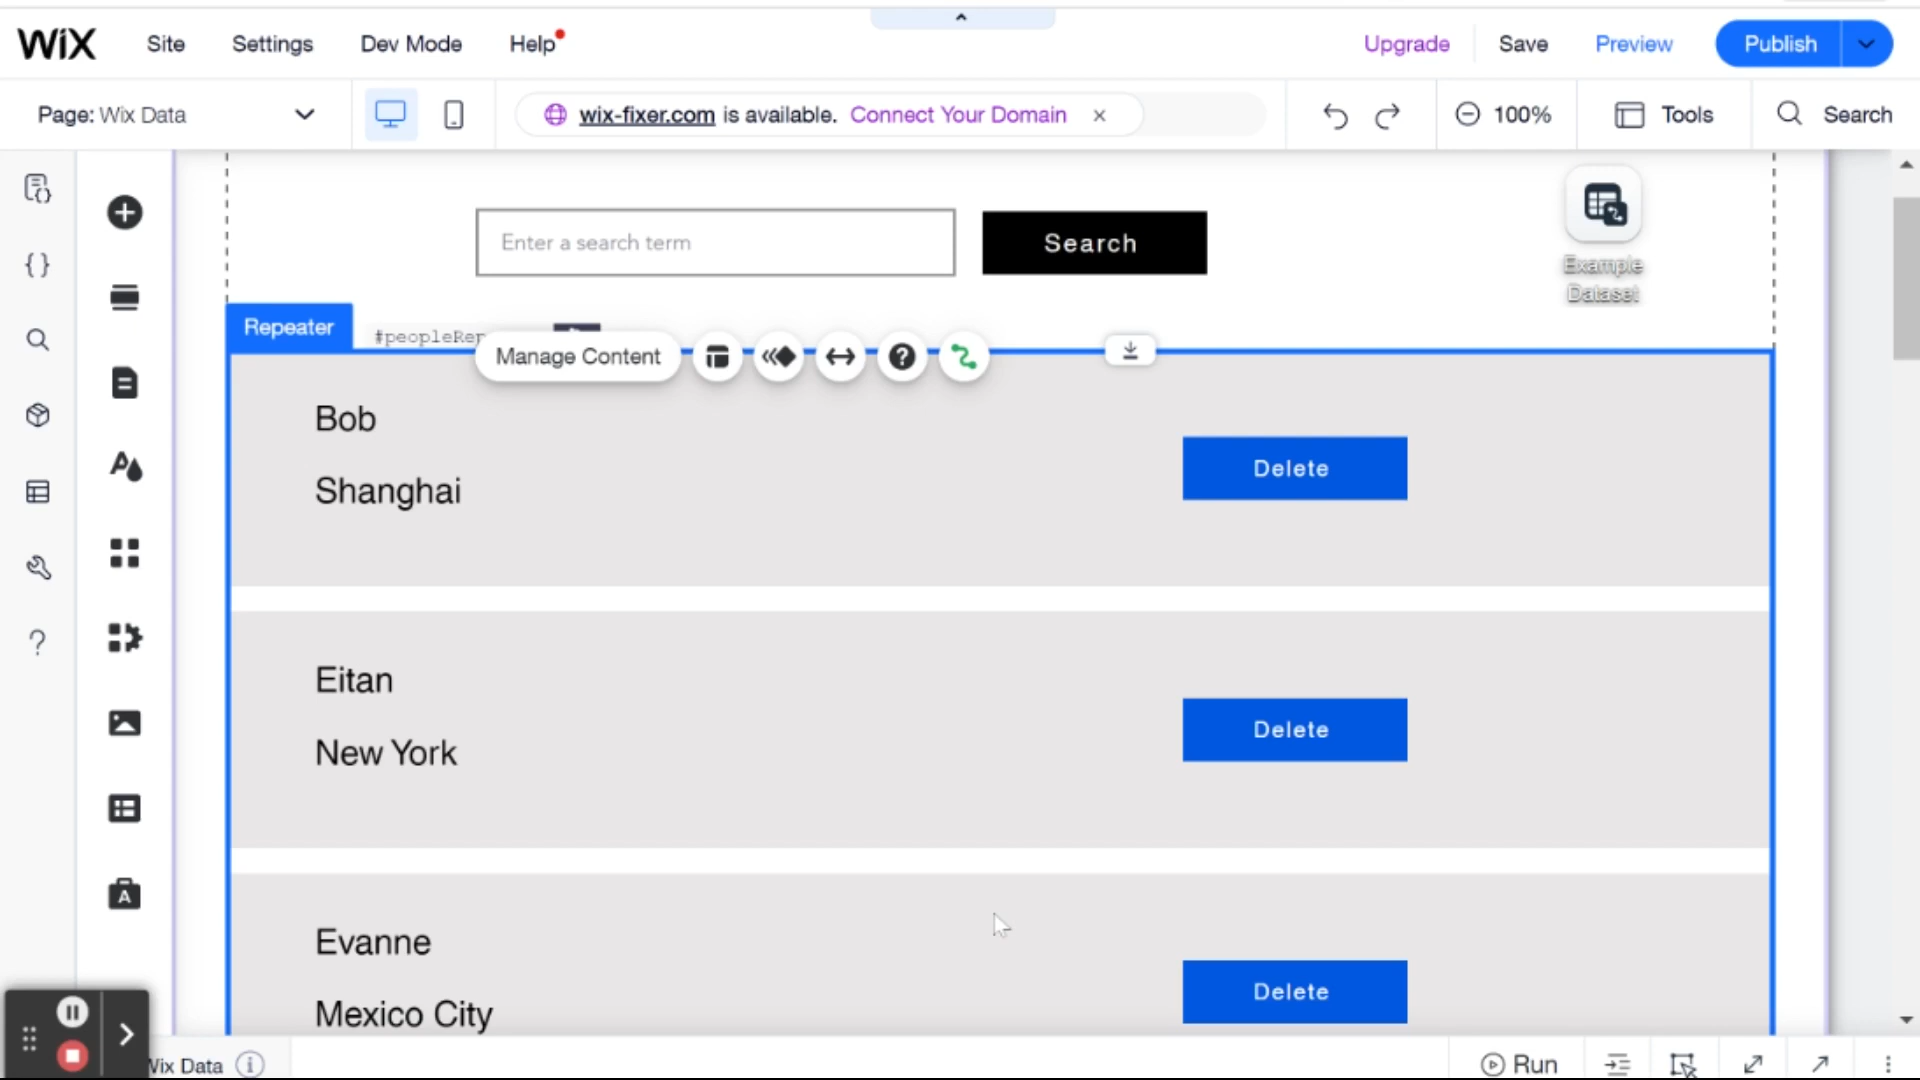 WiX Site Settings Dev Mode Help Upgrade Save Preview Publish
Page: Wix Data wix-fixer.com is available. Connect Your Domain × 100% Tools Search
Enter a search term Search
Example
Dataset
Repeater #peopleRep
Manage Content
Bob
Delete
Shanghai
Eitan
Delete
New York
Evanne
Delete
Mexico City
Wix Data Run